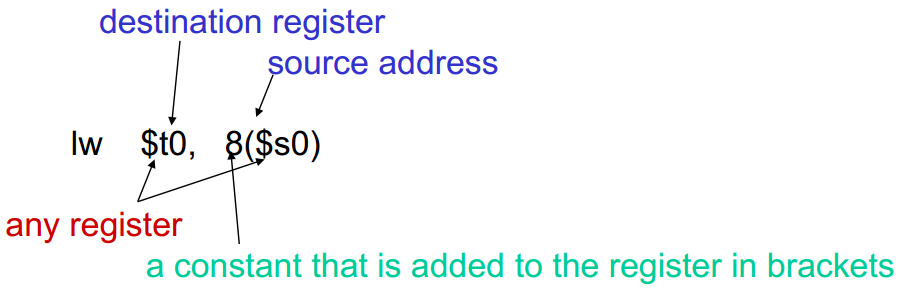 destination register
source address
lw $t0, 8($s0)
any register
a constant that is added to the register in brackets